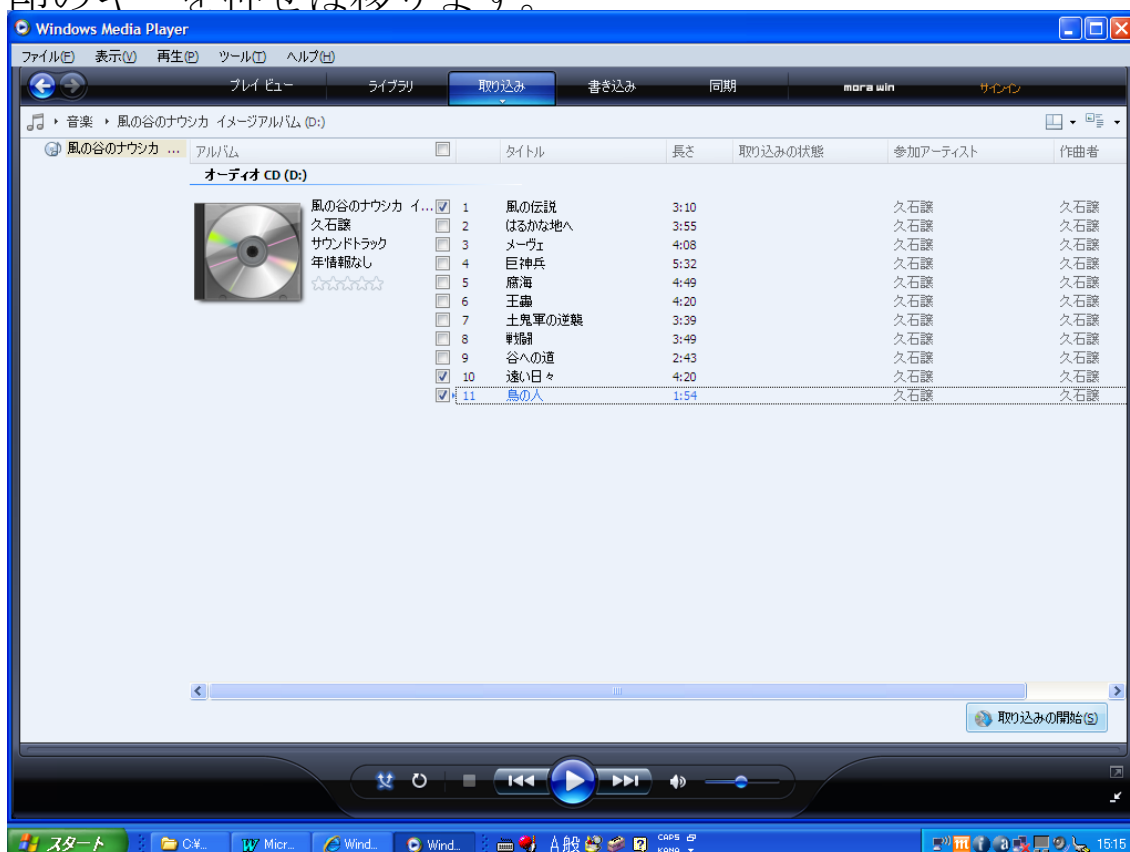 印のキーを押せば移ります。
Windows Media Player
ファイル(F) 表示(V) 再生(P) ツール(T) ヘルプ(H)
プレイ ビュー ライブラリ 取り込み 書き込み 同期 mora win サインイン
音楽 風の谷のナウシカ イメージアルバム (D:)
風の谷のナウシカ ...
アルバム タイトル 長さ 取り込みの状態 参加アーティスト 作曲者
オーディオ CD (D:)
風の谷のナウシカ イ...
久石譲
サウンドトラック
年情報なし
1 風の伝説 3:10 久石譲 久石譲
2 はるかな地へ 3:55 久石譲 久石譲
3 メーヴェ 4:08 久石譲 久石譲
4 巨神兵 5:32 久石譲 久石譲
5 腐海 4:49 久石譲 久石譲
6 王蟲 4:20 久石譲 久石譲
7 土鬼軍の逆襲 3:39 久石譲 久石譲
8 戦闘 3:49 久石譲 久石譲
9 谷への道 2:43 久石譲 久石譲
10 遠い日々 4:20 久石譲 久石譲
11 鳥の人 1:54 久石譲 久石譲
取り込みの開始(S)
スタート C:¥... Micr... Wind... Wind... A 般 CAPS KANA 15:15